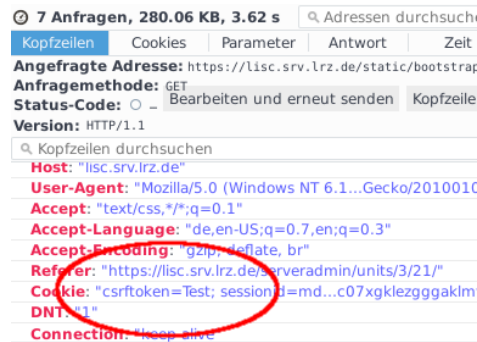 7 Anfragen, 280.06 KB, 3.62 s Adressen durchsuche
Kopfzeilen Cookies Parameter Antwort Zeit
Angefragte Adresse: https://lisc.srv.lrz.de/static/bootstrap
Anfragemethode: GET
Status-Code: Bearbeiten und erneut senden Kopfzeile
Version: HTTP/1.1
Kopfzeilen durchsuchen
Host: "lisc.srv.lrz.de"
User-Agent: "Mozilla/5.0 (Windows NT 6.1...Gecko/2010010
Accept: "text/css,*/*;q=0.1"
Accept-Language: "de,en-US;q=0.7,en;q=0.3"
Accept-Encoding: "gzip, deflate, br"
Referer: "https://lisc.srv.lrz.de/serveradmin/units/3/21/"
Cookie: "csrftoken=Test; sessionid=md...c07xgklezgggaklm
DNT: "1"
Connection: "keep-alive"